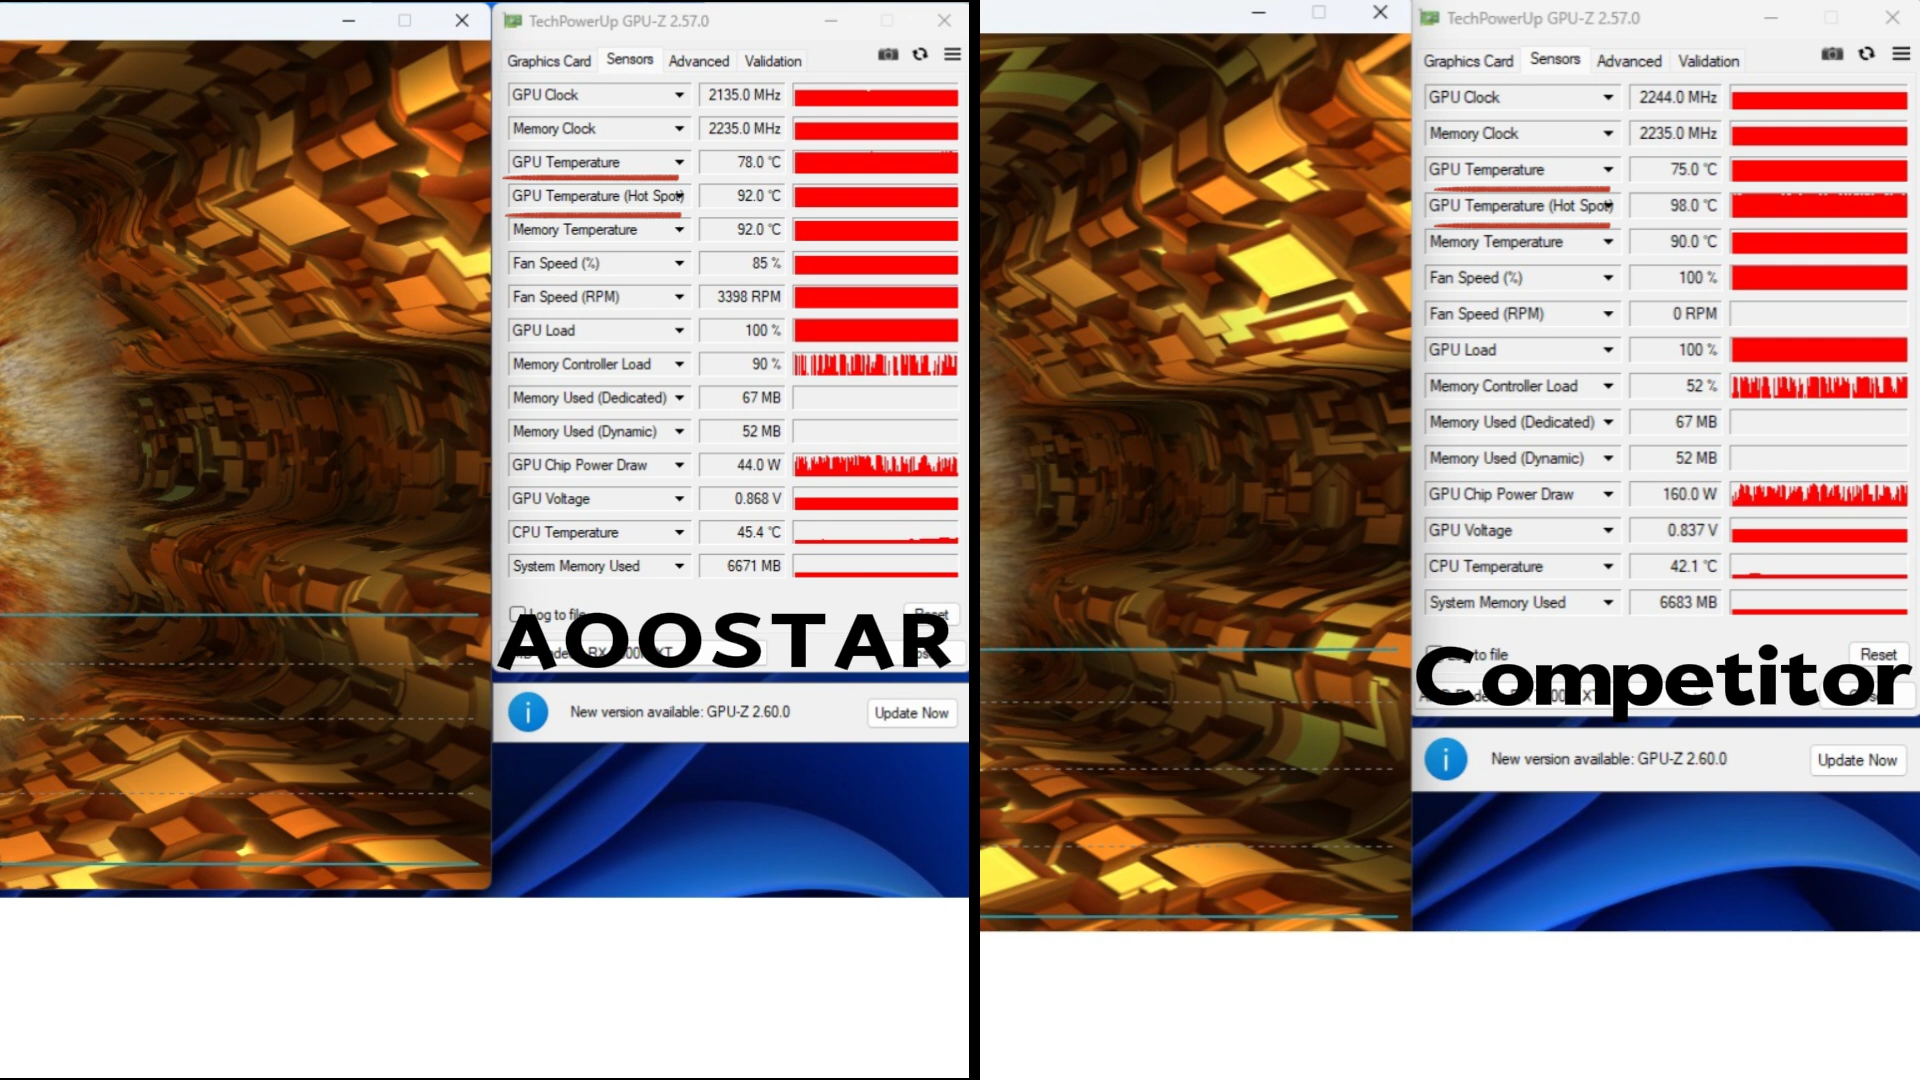 TechPowerUp GPU-Z 2.57.0
Graphics Card Sensors Advanced Validation
GPU Clock 2135.0 MHz
Memory Clock 2235.0 MHz
GPU Temperature 78.0 °C
GPU Temperature (Hot Spot) 92.0 °C
Memory Temperature 92.0 °C
Fan Speed (%) 85 %
Fan Speed (RPM) 3398 RPM
GPU Load 100 %
Memory Controller Load 90 %
Memory Used (Dedicated) 67 MB
Memory Used (Dynamic) 52 MB
GPU Chip Power Draw 44.0 W
GPU Voltage 0.868 V
CPU Temperature 45.4 °C
System Memory Used 6671 MB
Log to file Reset
AOOSTAR
New version available: GPU-Z 2.60.0 Update Now
TechPowerUp GPU-Z 2.57.0
Graphics Card Sensors Advanced Validation
GPU Clock 2244.0 MHz
Memory Clock 2235.0 MHz
GPU Temperature 75.0 °C
GPU Temperature (Hot Spot) 98.0 °C
Memory Temperature 90.0 °C
Fan Speed (%) 100 %
Fan Speed (RPM) 0 RPM
GPU Load 100 %
Memory Controller Load 52 %
Memory Used (Dedicated) 67 MB
Memory Used (Dynamic) 52 MB
GPU Chip Power Draw 160.0 W
GPU Voltage 0.837 V
CPU Temperature 42.1 °C
System Memory Used 6683 MB
to file Reset
Competitor
New version available: GPU-Z 2.60.0 Update Now